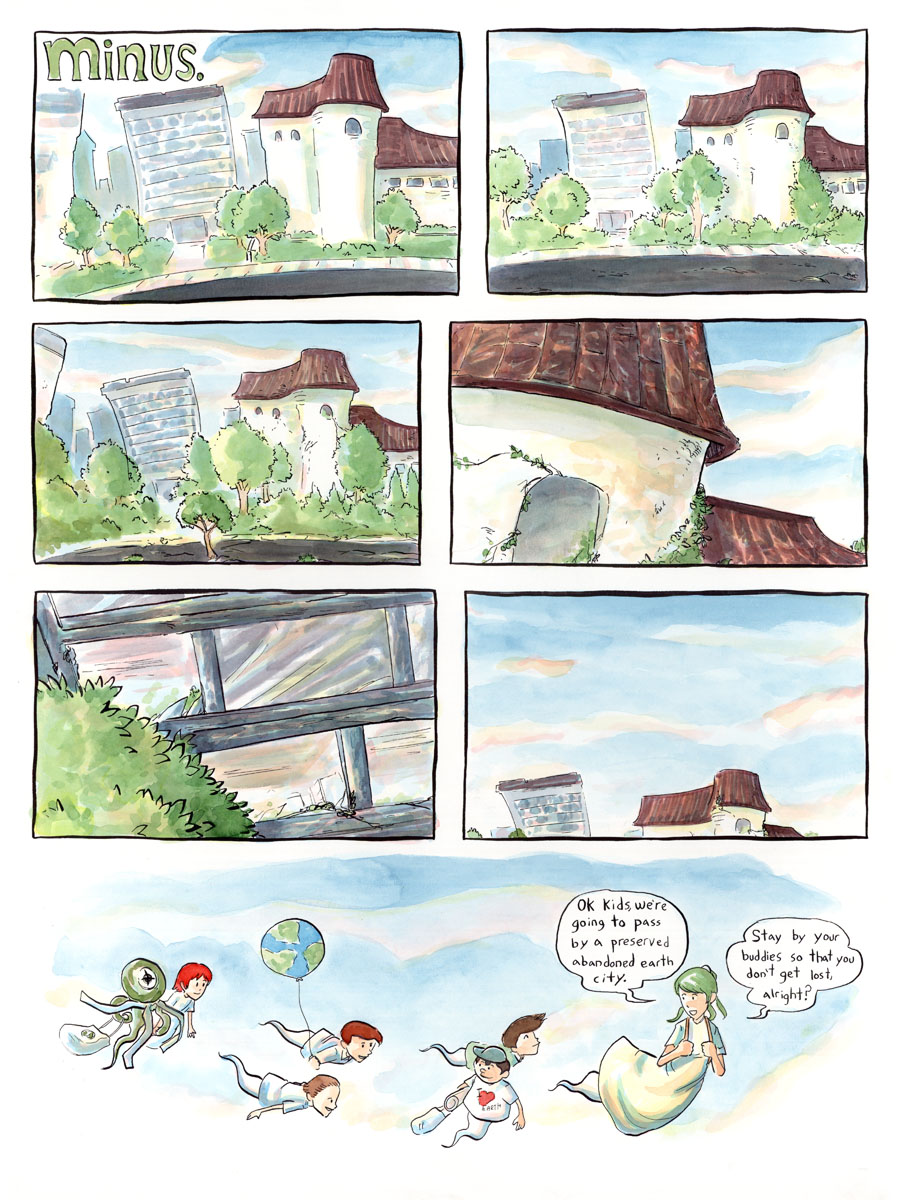 minus.
OK Kids, we're
going to pass
by a preserved
abandoned earth
city.
Stay by your
buddies so that you
don't get lost,
alright?
I
EARTH